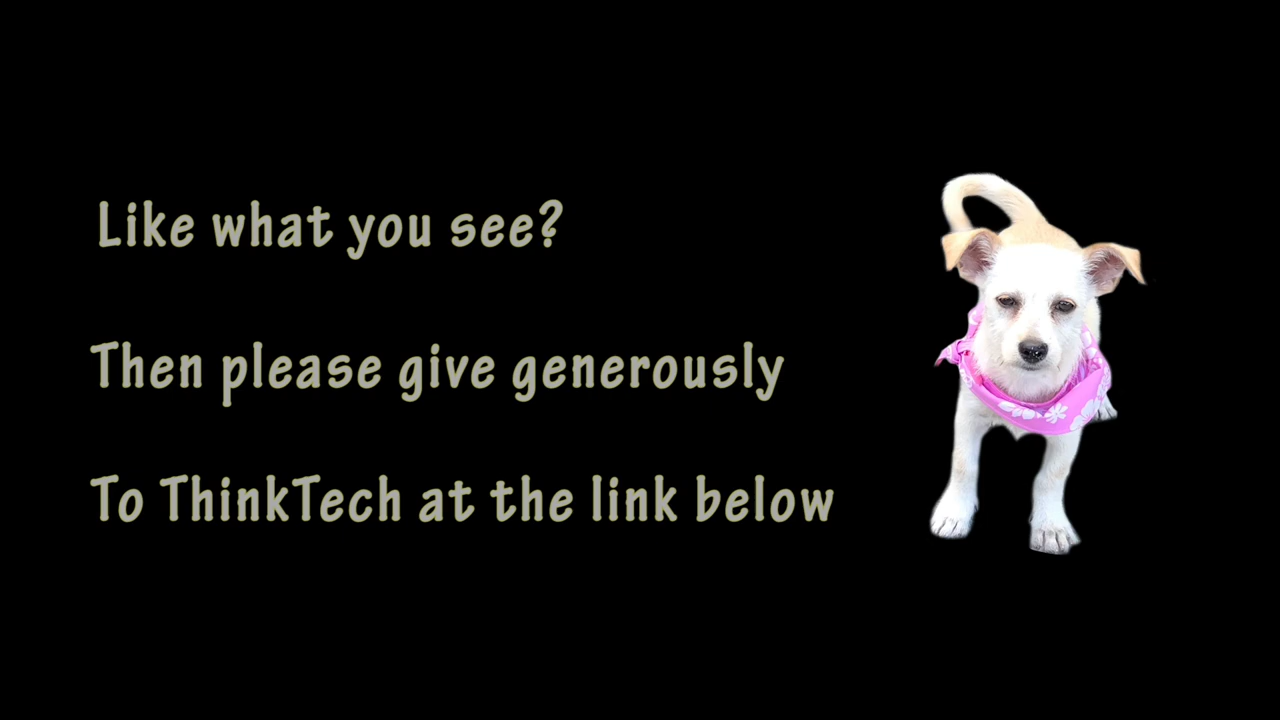 Like what you see?
Then please give generously
To ThinkTech at the link below